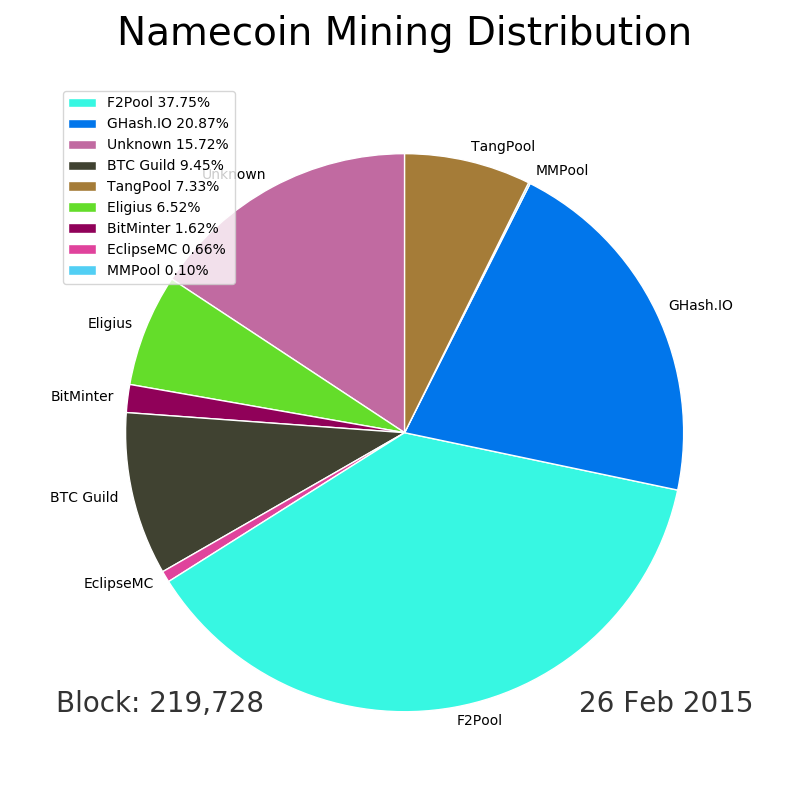 Namecoin Mining Distribution
F2Pool 37.75%
GHash.IO 20.87%
Unknown 15.72%
BTC Guild 9.45%
TangPool 7.33%
Eligius 6.52%
BitMinter 1.62%
EclipseMC 0.66%
MMPool 0.10%
TangPool
MMPool
Unknown
GHash.IO
Eligius
BitMinter
BTC Guild
EclipseMC
F2Pool
Block: 219,728
26 Feb 2015